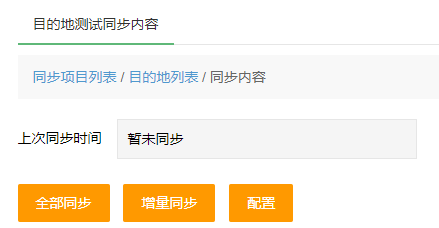 目的地测试同步内容
同步项目列表 / 目的地列表 / 同步内容
上次同步时间 暂未同步
全部同步 增量同步 配置